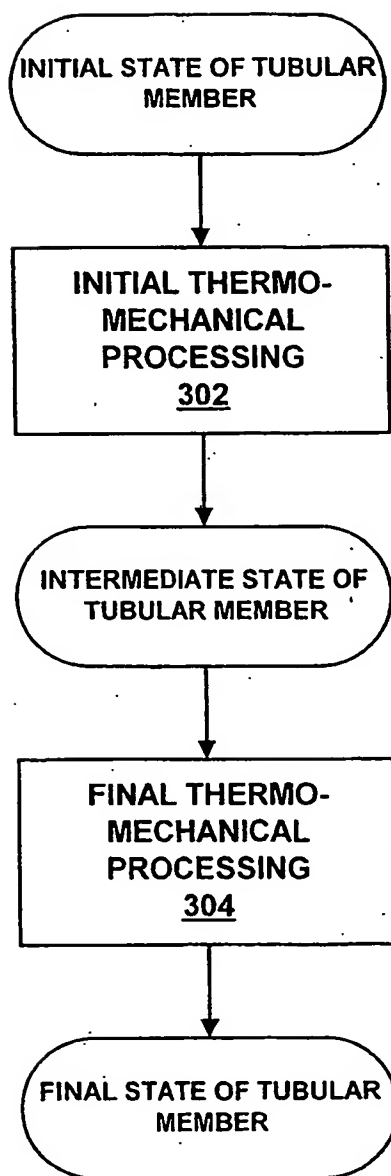 INITIAL STATE OF TUBULAR
MEMBER
INITIAL THERMO-
MECHANICAL
PROCESSING
302
INTERMEDIATE STATE OF
TUBULAR MEMBER
FINAL THERMO-
MECHANICAL
PROCESSING
304
FINAL STATE OF TUBULAR
MEMBER